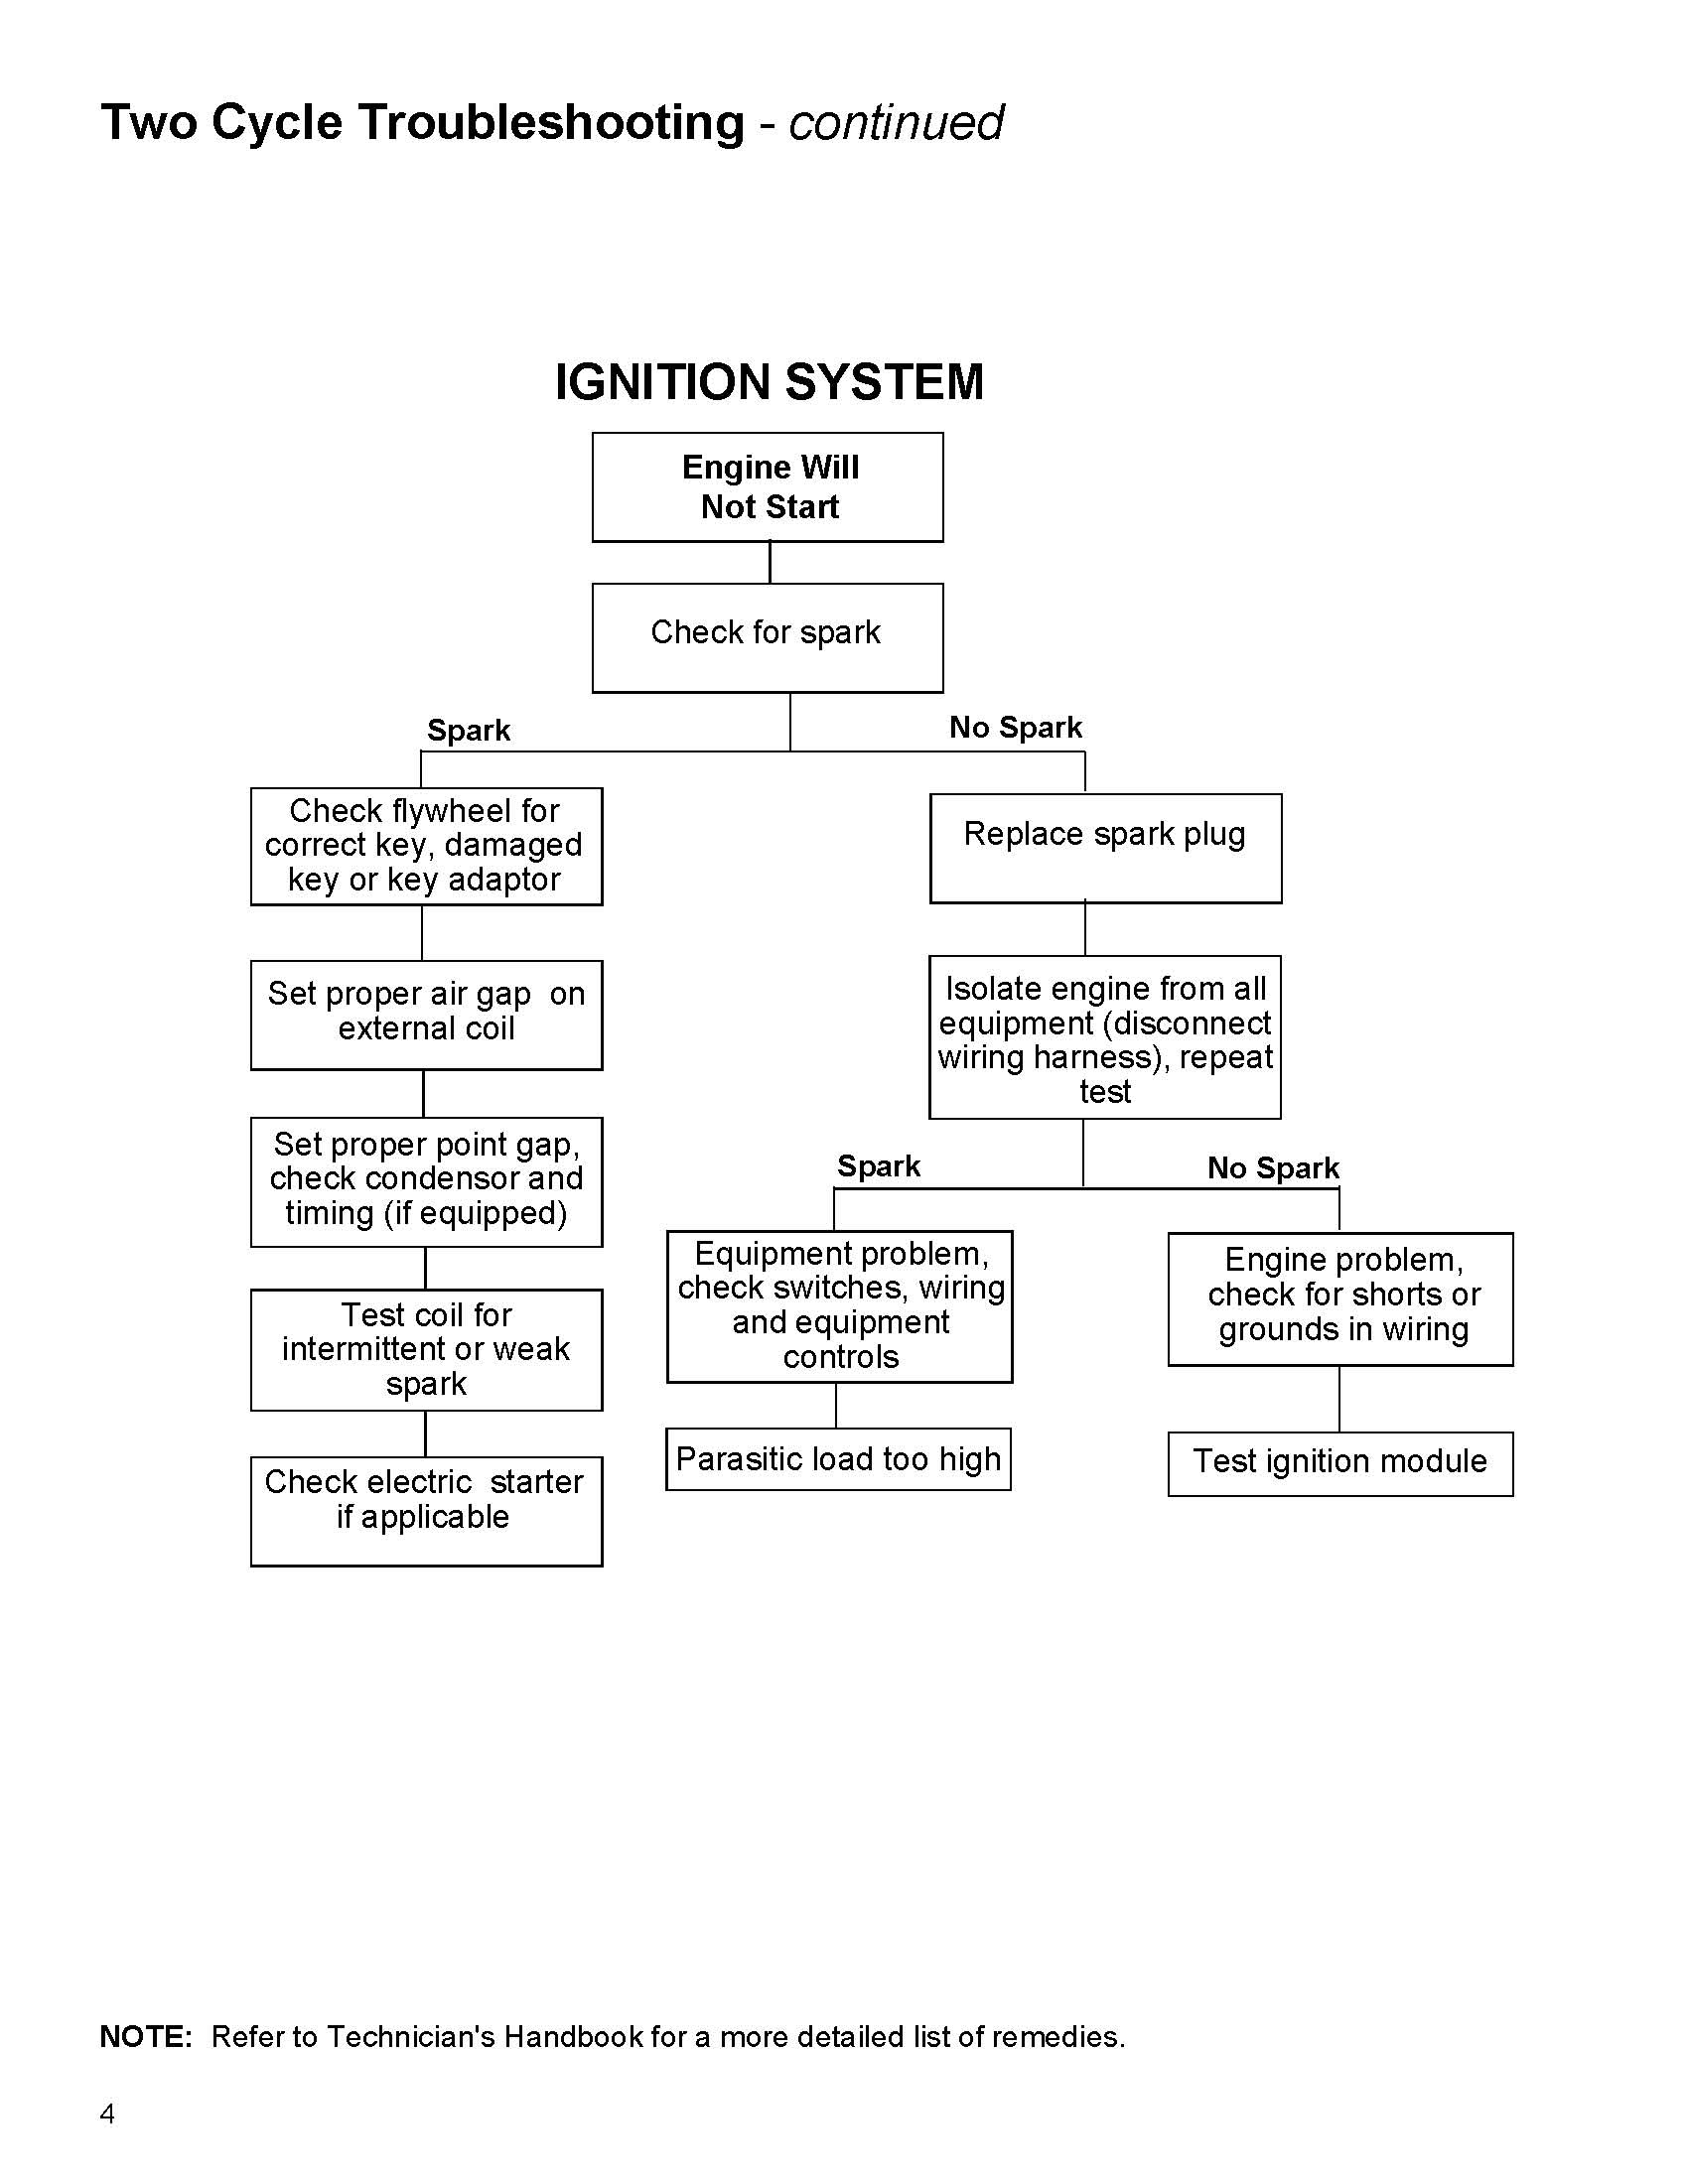 Two Cycle Troubleshooting - continued
IGNITION SYSTEM
Engine Will
Not Start
Check for spark
Spark
No Spark
Check flywheel for
correct key, damaged
key or key adaptor
Set proper air gap on
external coil
Set proper point gap,
check condensor and
timing (if equipped)
Test coil for
intermittent or weak
spark
Check electric starter
if applicable
Replace spark plug
Isolate engine from all
equipment (disconnect
wiring harness), repeat
test
Spark
No Spark
Equipment problem,
check switches, wiring
and equipment
controls
Parasitic load too high
Engine problem,
check for shorts or
grounds in wiring
Test ignition module
NOTE: Refer to Technician's Handbook for a more detailed list of remedies.
4